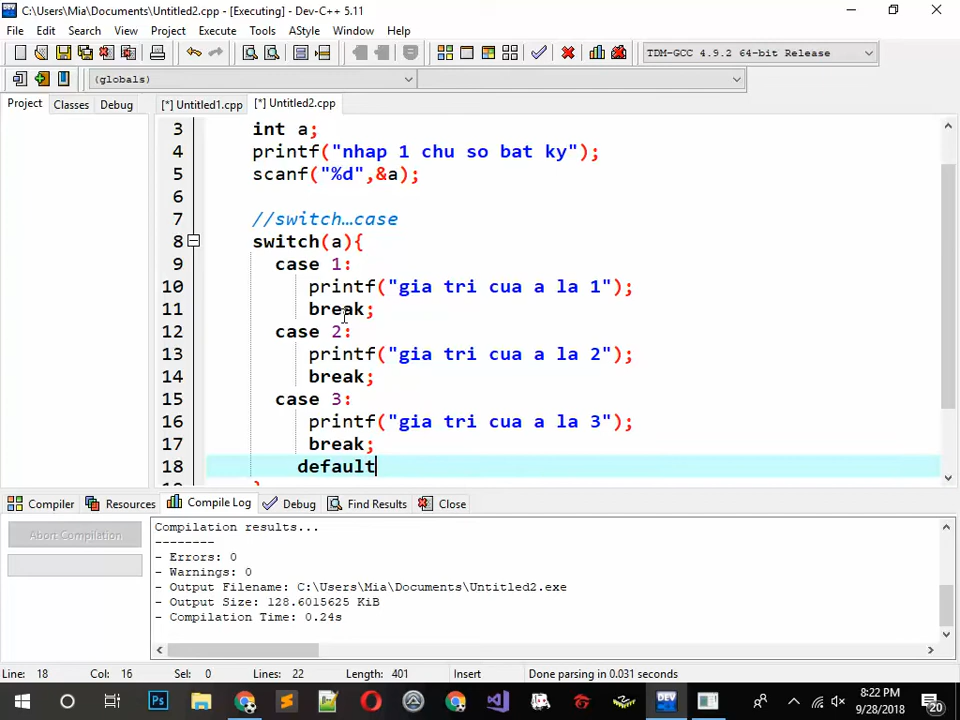 C:\Users\Mia\Documents\Untitled2.cpp - [Executing] - Dev-C++ 5.11
File Edit Search View Project Execute Tools AStyle Window Help
TDM-GCC 4.9.2 64-bit Release
(globals)
Project Classes Debug [*] Untitled1.cpp [*] Untitled2.cpp
3 int a;
4 printf("nhap 1 chu so bat ky");
5 scanf("%d",&a);
6
7 //switch…case
8 switch(a){
9 case 1:
10 printf("gia tri cua a la 1");
11 break;
12 case 2:
13 printf("gia tri cua a la 2");
14 break;
15 case 3:
16 printf("gia tri cua a la 3");
17 break;
18 default
Compiler Resources Compile Log Debug Find Results Close
Abort Compilation
Compilation results...
--------
- Errors: 0
- Warnings: 0
- Output Filename: C:\Users\Mia\Documents\Untitled2.exe
- Output Size: 128.6015625 KiB
- Compilation Time: 0.24s
Line: 18 Col: 16 Sel: 0 Lines: 22 Length: 401 Insert Done parsing in 0.031 seconds
Ps DEV 8:22 PM
9/28/2018 20